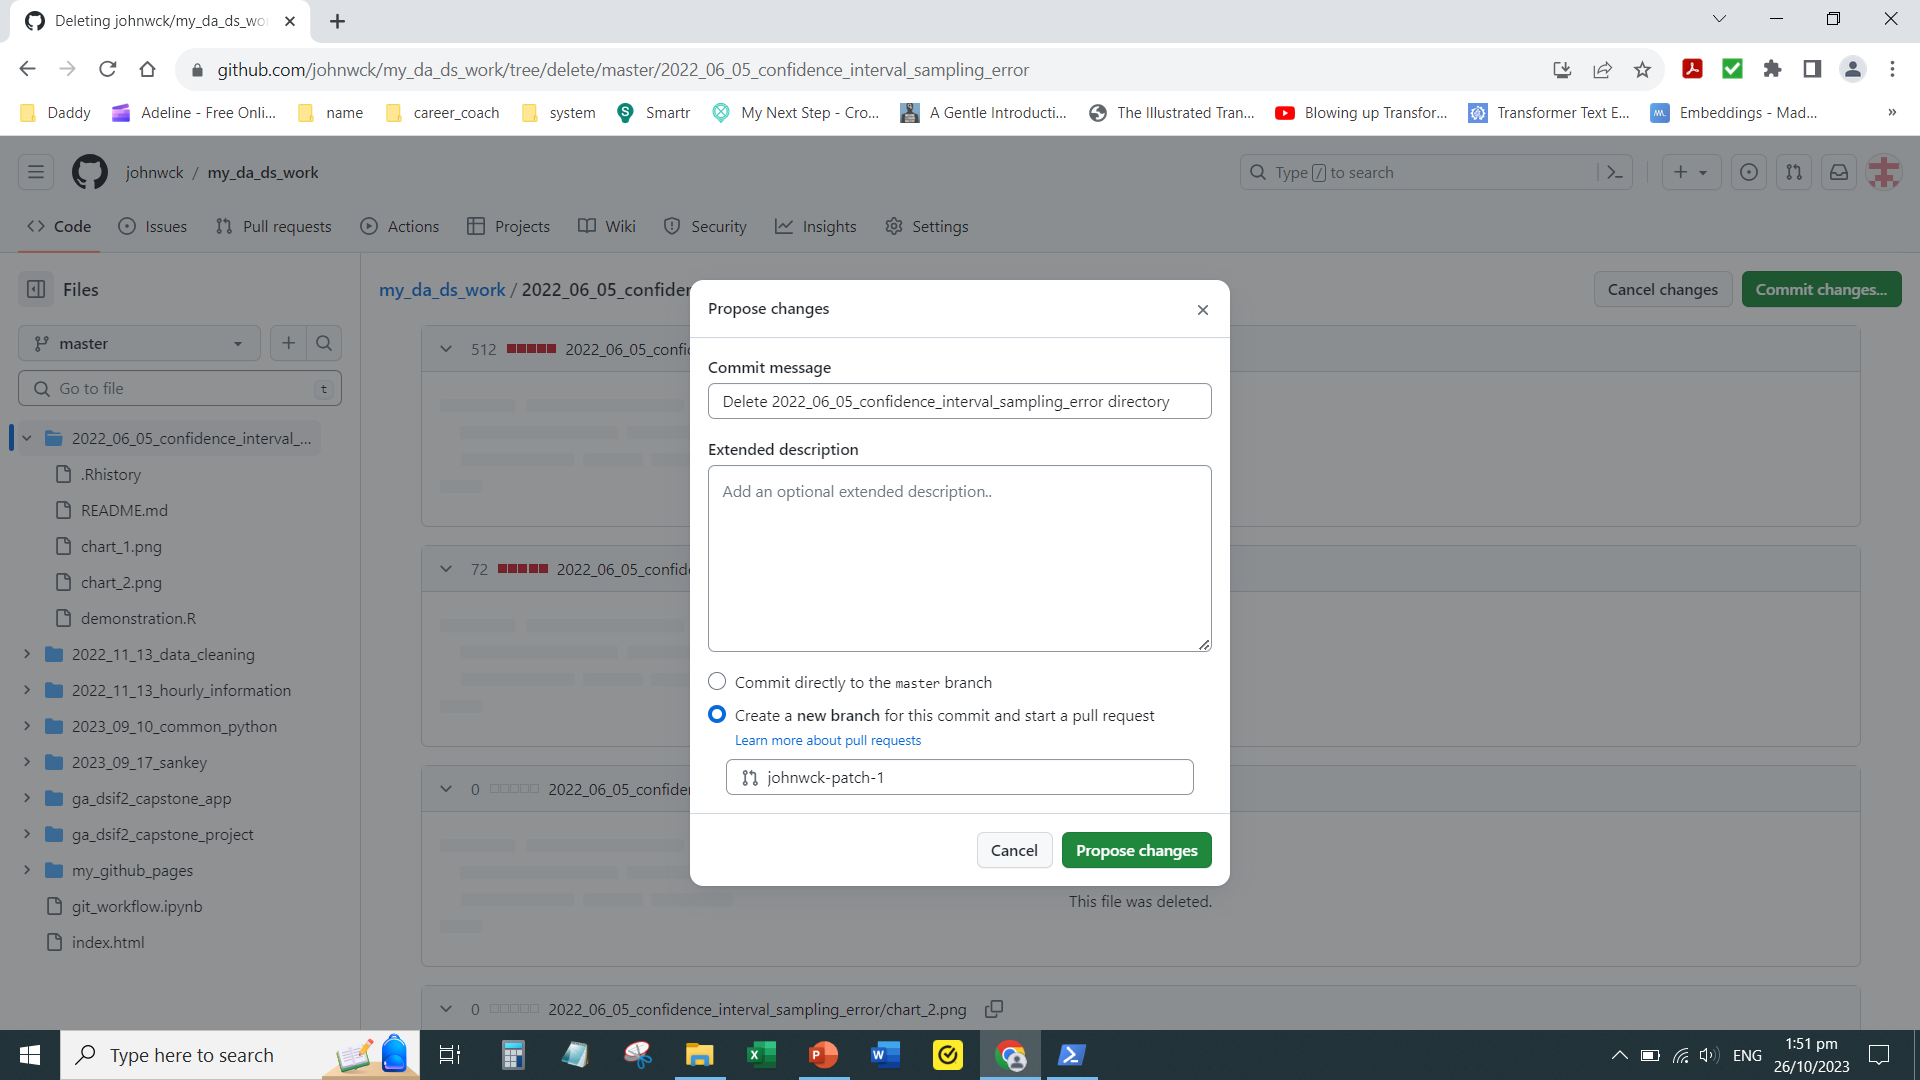 Deleting johnwck/my_da_ds_wo
github.com/johnwck/my_da_ds_work/tree/delete/master/2022_06_05_confidence_interval_sampling_error
Daddy
Adeline - Free Onli...
name
career_coach
system
Smartr
My Next Step - Cro...
A Gentle Introducti...
The Illustrated Tran...
Blowing up Transfor...
Transformer Text E...
Embeddings - Mad...
»
johnwck / my_da_ds_work
Type / to search
Code
Issues
Pull requests
Actions
Projects
Wiki
Security
Insights
Settings
Files
my_da_ds_work / 2022_06_05_confiden
Cancel changes
Commit changes...
master
Go to file
t
2022_06_05_confidence_interval_...
.Rhistory
README.md
chart_1.png
chart_2.png
demonstration.R
2022_11_13_data_cleaning
2022_11_13_hourly_information
2023_09_10_common_python
2023_09_17_sankey
ga_dsif2_capstone_app
ga_dsif2_capstone_project
my_github_pages
git_workflow.ipynb
index.html
512 2022_06_05_confid
72 2022_06_05_confide
0 2022_06_05_confider
This file was deleted.
0 2022_06_05_confidence_interval_sampling_error/chart_2.png
Propose changes
Commit message
Delete 2022_06_05_confidence_interval_sampling_error directory
Extended description
Add an optional extended description..
Commit directly to the master branch
Create a new branch for this commit and start a pull request
Learn more about pull requests
johnwck-patch-1
Cancel
Propose changes
Type here to search
ENG
1:51 pm
26/10/2023